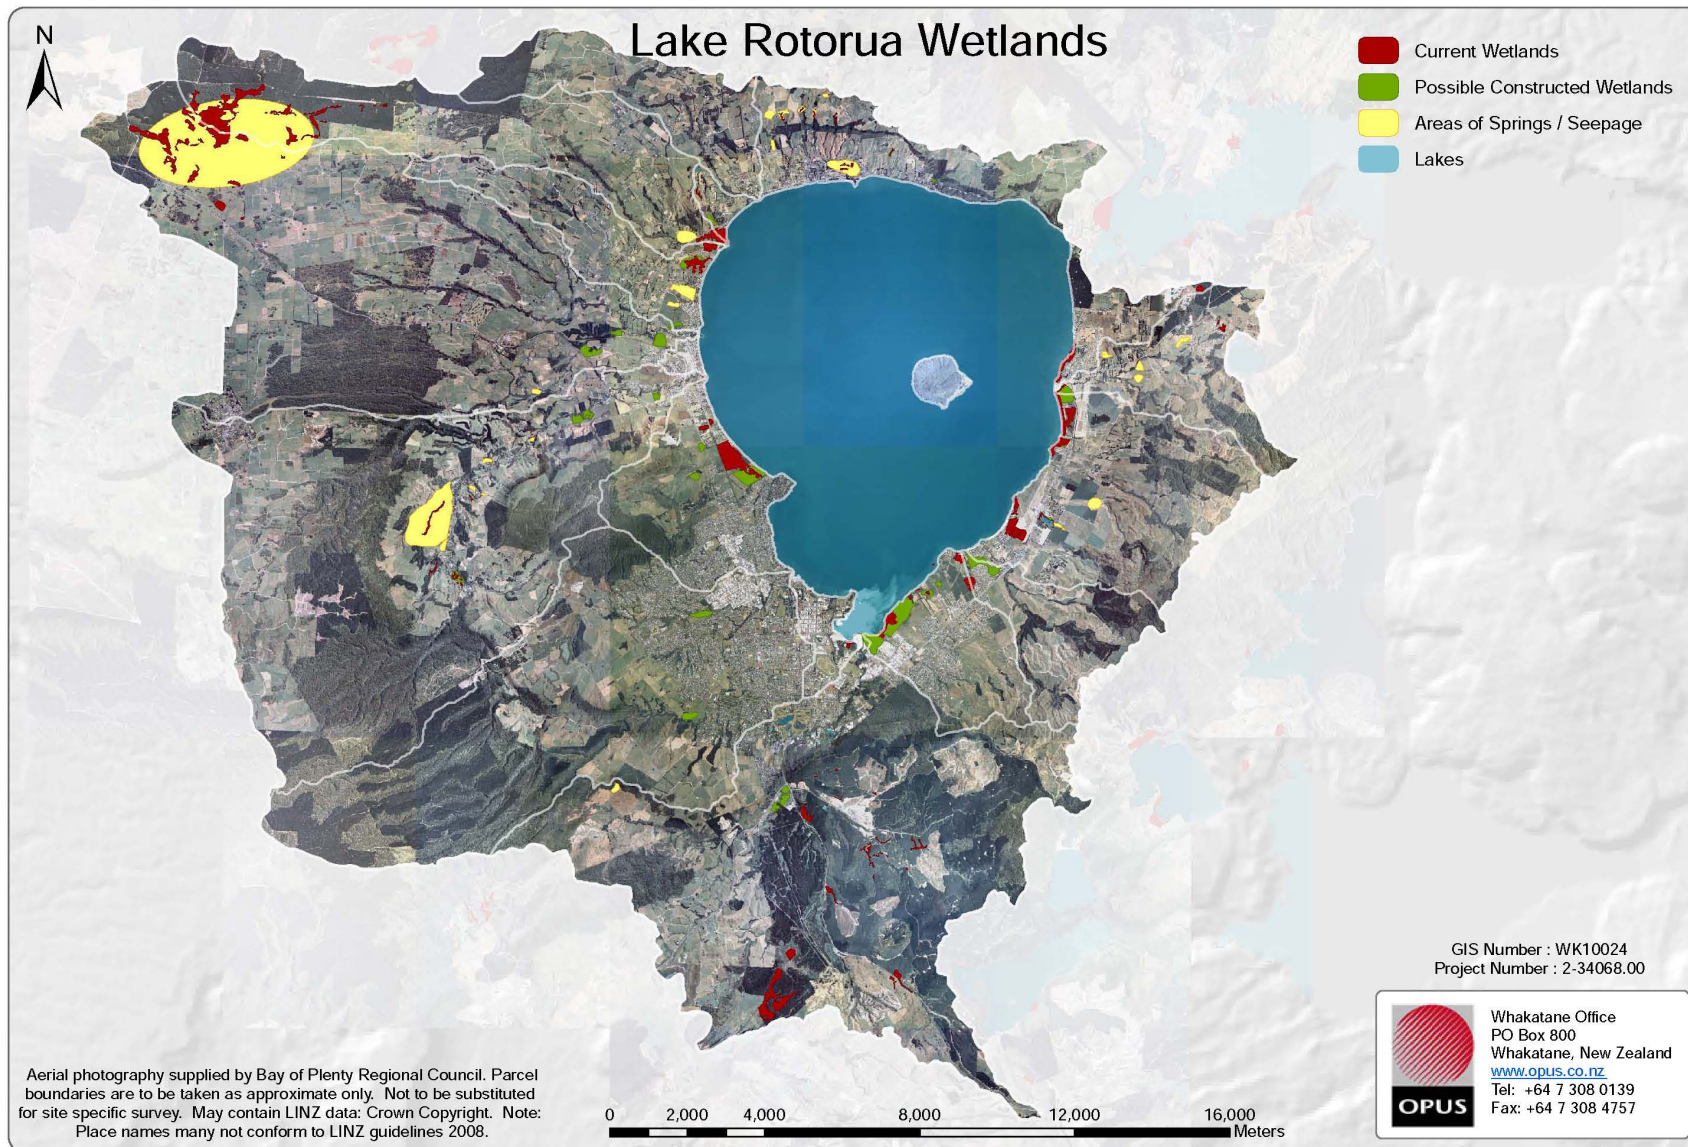 N
Lake Rotorua Wetlands
Current Wetlands
Possible Constructed Wetlands
Areas of Springs / Seepage
Lakes
GIS Number : WK10024
Project Number : 2-34068.00
OPUS
Whakatane Office
PO Box 800
Whakatane, New Zealand
www.opus.co.nz
Tel: +64 7 308 0139
Fax: +64 7 308 4757
Aerial photography supplied by Bay of Plenty Regional Council. Parcel
boundaries are to be taken as approximate only. Not to be substituted
for site specific survey. May contain LINZ data: Crown Copyright. Note:
Place names many not conform to LINZ guidelines 2008.
0 2,000 4,000 8,000 12,000 16,000
Meters